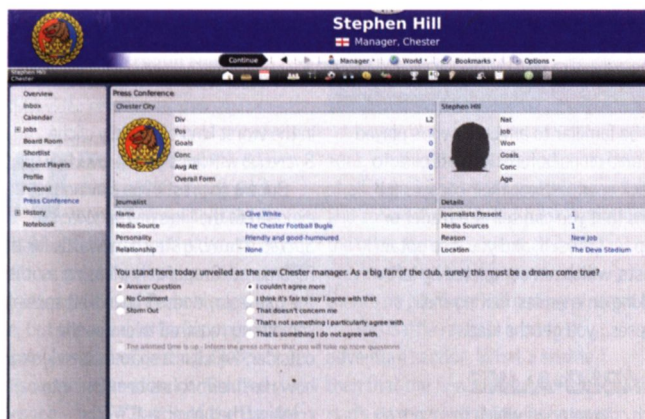 Stephen Hill
Manager, Chester
Continue Manager World Bookmarks Options
Stephen Hill
Chester
Overview
Inbox
Calendar
Jobs
Board Room
Shortlist
Recent Players
Profile
Personal
Press Conference
History
Notebook
Press Conference
Chester City
Div L2
Pos
Goals 0
Conc 0
Avg Att 0
Overall Form -
Stephen Hill
Nat
Job
Won
Goals
Conc
Age
Journalist
Name Clive White
Media Source The Chester Football Bugle
Personality Friendly and good-humoured
Relationship None
Details
Journalists Present 1
Media Sources 1
Reason New Job
Location The Deva Stadium
You stand here today unveiled as the new Chester manager. As a big fan of the club, surely this must be a dream come true?
Answer Question
No Comment
Storm Out
I couldn't agree more
I think it's fair to say I agree with that
That doesn't concern me
That's not something I particularly agree with
That is something I do not agree with
The allotted time is up - inform the press officer that you will take no more questions